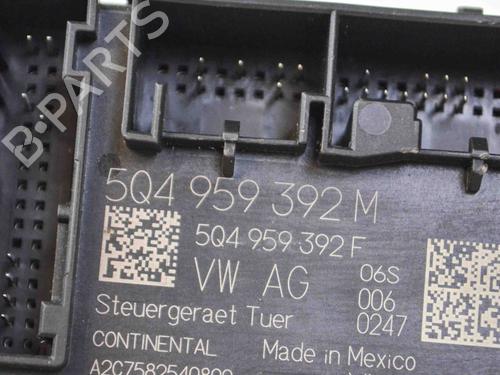 B-PARTS
5Q4 959 392 M
5Q4 959 392 F
VW AG
06S
006
0247
Steuergeraet Tuer
CONTINENTAL Made in Mexico